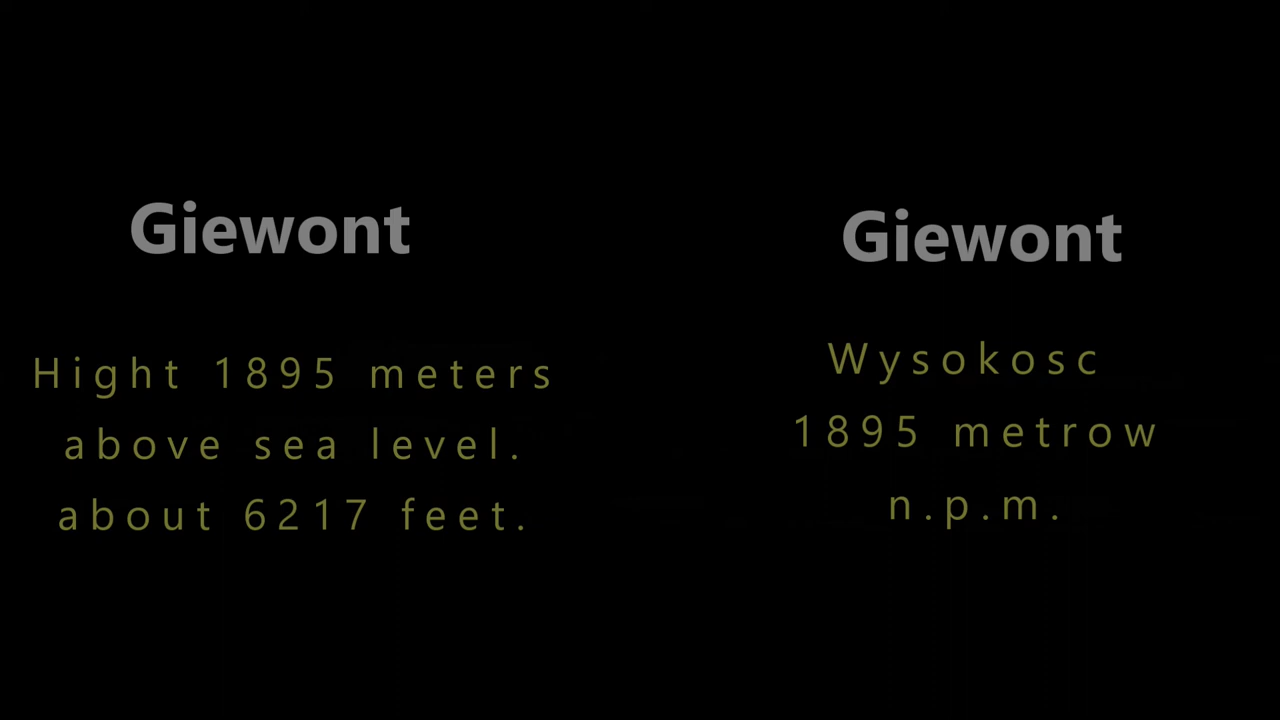 Giewont
Hight 1895 meters
above sea level.
about 6217 feet.
Giewont
Wysokosc
1895 metrow
n.p.m.